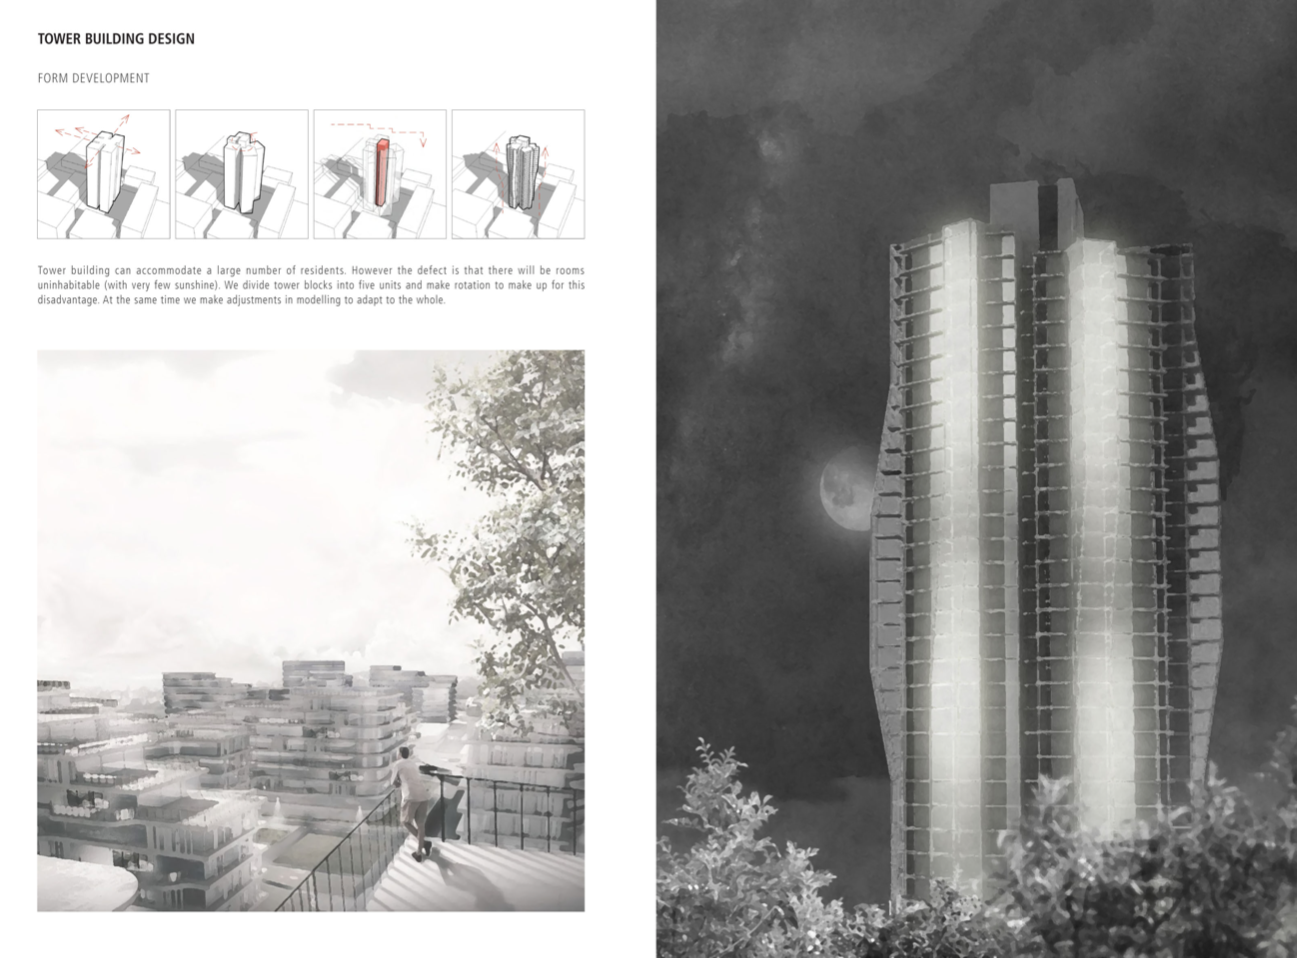 TOWER BUILDING DESIGN
FORM DEVELOPMENT
Tower building can accommodate a large number of residents. However the defect is that there will be rooms
uninhabitable (with very few sunshine). We divide tower blocks into five units and make rotation to make up for this
disadvantage. At the same time we make adjustments in modelling to adapt to the whole.